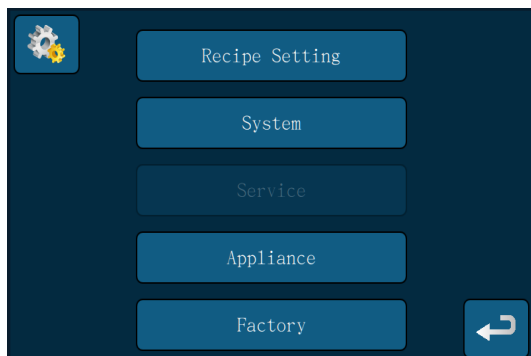 Recipe Setting
System
Service
Appliance
Factory